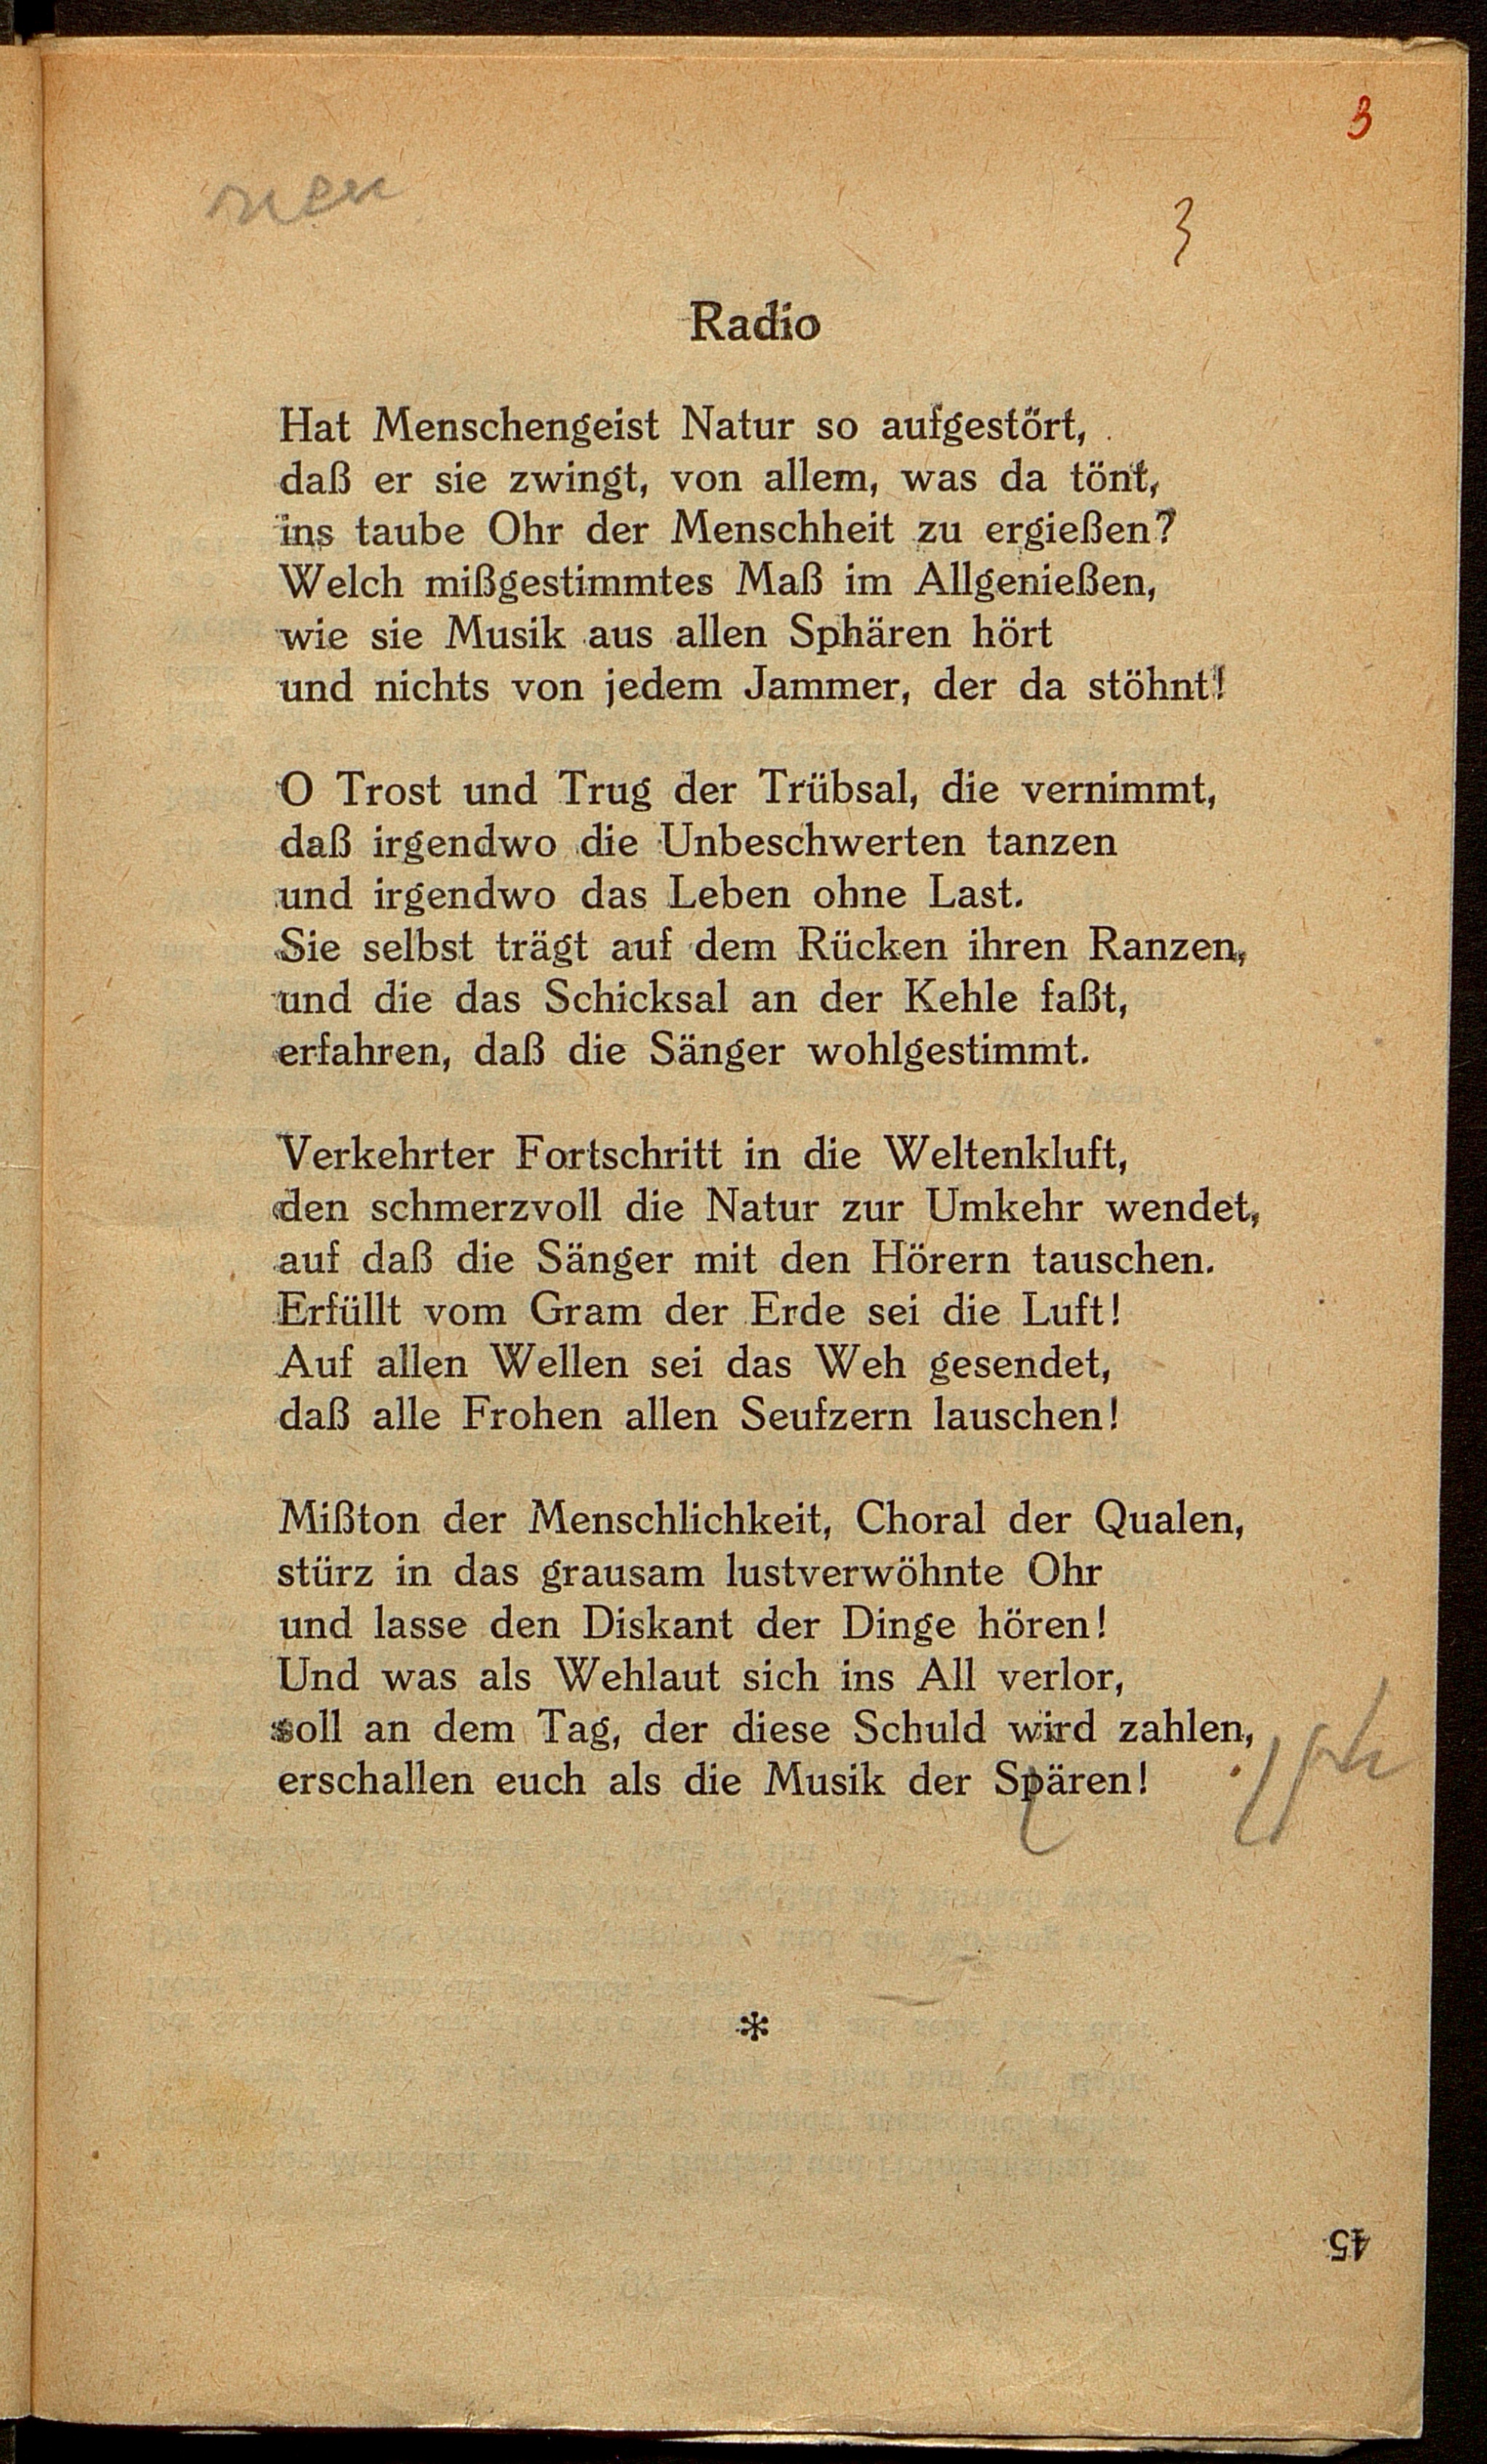 3
neu
3
Radio
Hat Menschengeist Natur so aufgestört,
daß er sie zwingt, von allem, was da tönt,
ins taube Ohr der Menschheit zu ergießen?
Welch mißgestimmtes Maß im Allgenießen,
wie sie Musik aus allen Sphären hört
und nichts von jedem Jammer, der da stöhnt!
O Trost und Trug der Trübsal, die vernimmt,
daß irgendwo die Unbeschwerten tanzen
und irgendwo das Leben ohne Last.
Sie selbst trägt auf dem Rücken ihren Ranzen,
und die das Schicksal an der Kehle faßt,
erfahren, daß die Sänger wohlgestimmt.
Verkehrter Fortschritt in die Weltenkluft,
den schmerzvoll die Natur zur Umkehr wendet,
auf daß die Sänger mit den Hörern tauschen.
Erfüllt vom Gram der Erde sei die Luft!
Auf allen Wellen sei das Weh gesendet,
daß alle Frohen allen Seufzern lauschen!
Mißton der Menschlichkeit, Choral der Qualen,
stürz in das grausam lustverwöhnte Ohr
und lasse den Diskant der Dinge hören!
Und was als Wehlaut sich ins All verlor,
soll an dem Tag, der diese Schuld wird zahlen,
erschallen euch als die Musik der Spären!
ph
*
45